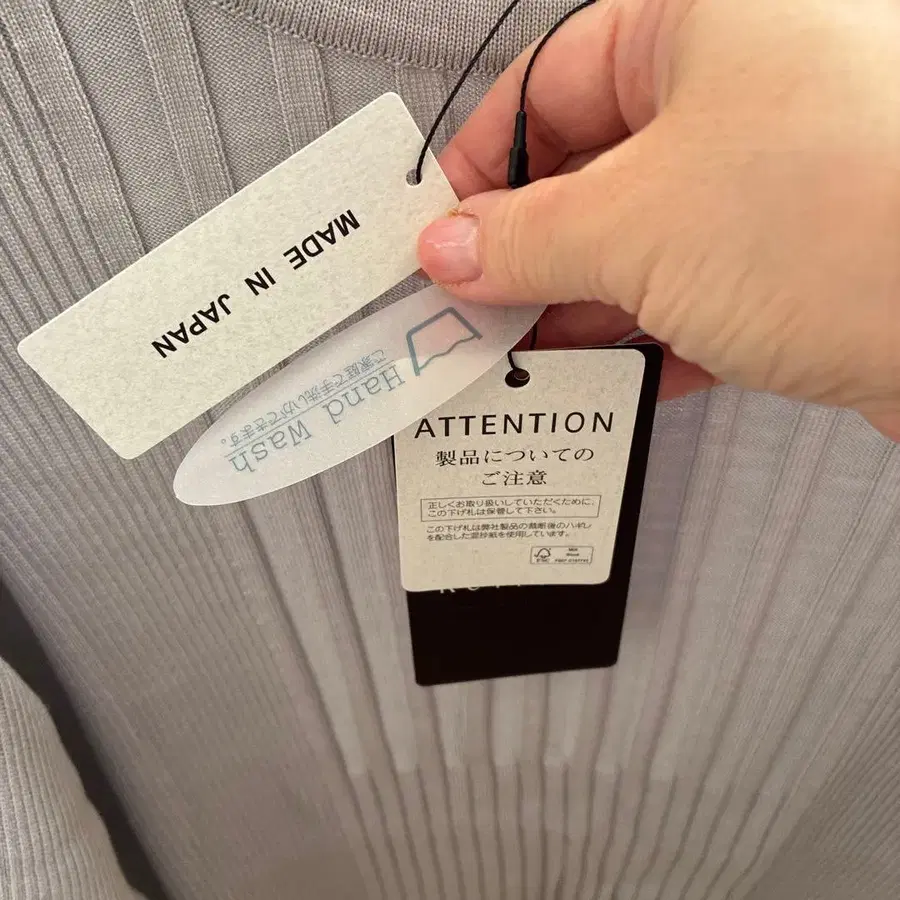 MADE IN JAPAN
Hand Wash
ご家庭で手洗いができます。
ATTENTION
製品についての
ご注意
正しくお取り扱いしていただくために、
この下げ札は保管して下さい。
この下げ札は弊社製品の裁断後のハギレ
を配合した混抄紙を使用しています。
FSC
MIX